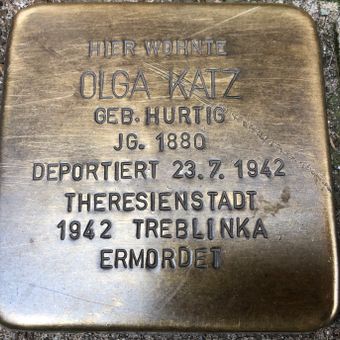 HIER WOHNTE
OLGA KATZ
GEB. HURTIG
JG. 1880
DEPORTIERT 23.7.1942
THERESIENSTADT
1942 TREBLINKA
ERMORDET